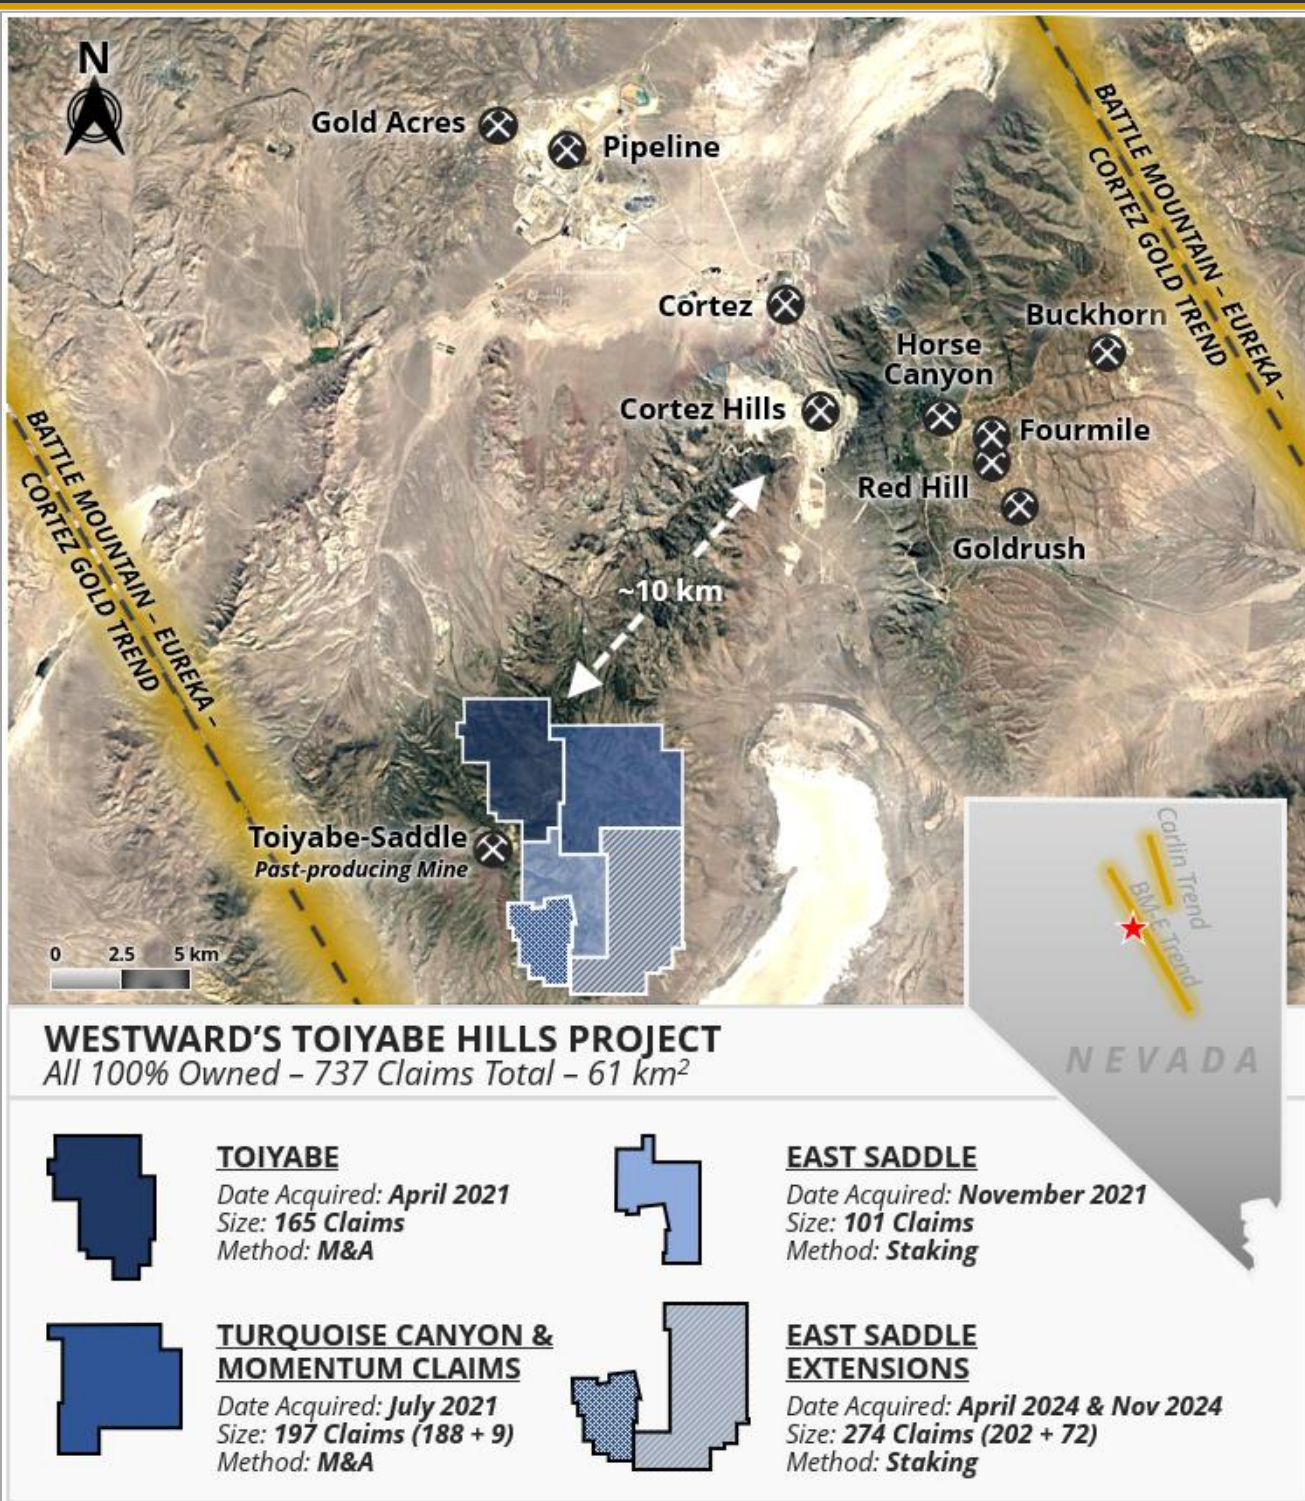 N
Gold Acres
Pipeline
BATTLE MOUNTAIN – EUREKA –
CORTEZ GOLD TREND
Cortez
Buckhorn
Horse
Canyon
Cortez Hills
Fourmile
Red Hill
Goldrush
BATTLE MOUNTAIN – EUREKA –
CORTEZ GOLD TREND
~10 km
Toiyabe-Saddle
Past-producing Mine
0 2.5 5 km
Carlin Trend
BM-E Trend
NEVADA
WESTWARD’S TOIYABE HILLS PROJECT
All 100% Owned – 737 Claims Total – 61 km²
TOIYABE
Date Acquired: April 2021
Size: 165 Claims
Method: M&A
EAST SADDLE
Date Acquired: November 2021
Size: 101 Claims
Method: Staking
TURQUOISE CANYON &
MOMENTUM CLAIMS
Date Acquired: July 2021
Size: 197 Claims (188 + 9)
Method: M&A
EAST SADDLE
EXTENSIONS
Date Acquired: April 2024 & Nov 2024
Size: 274 Claims (202 + 72)
Method: Staking